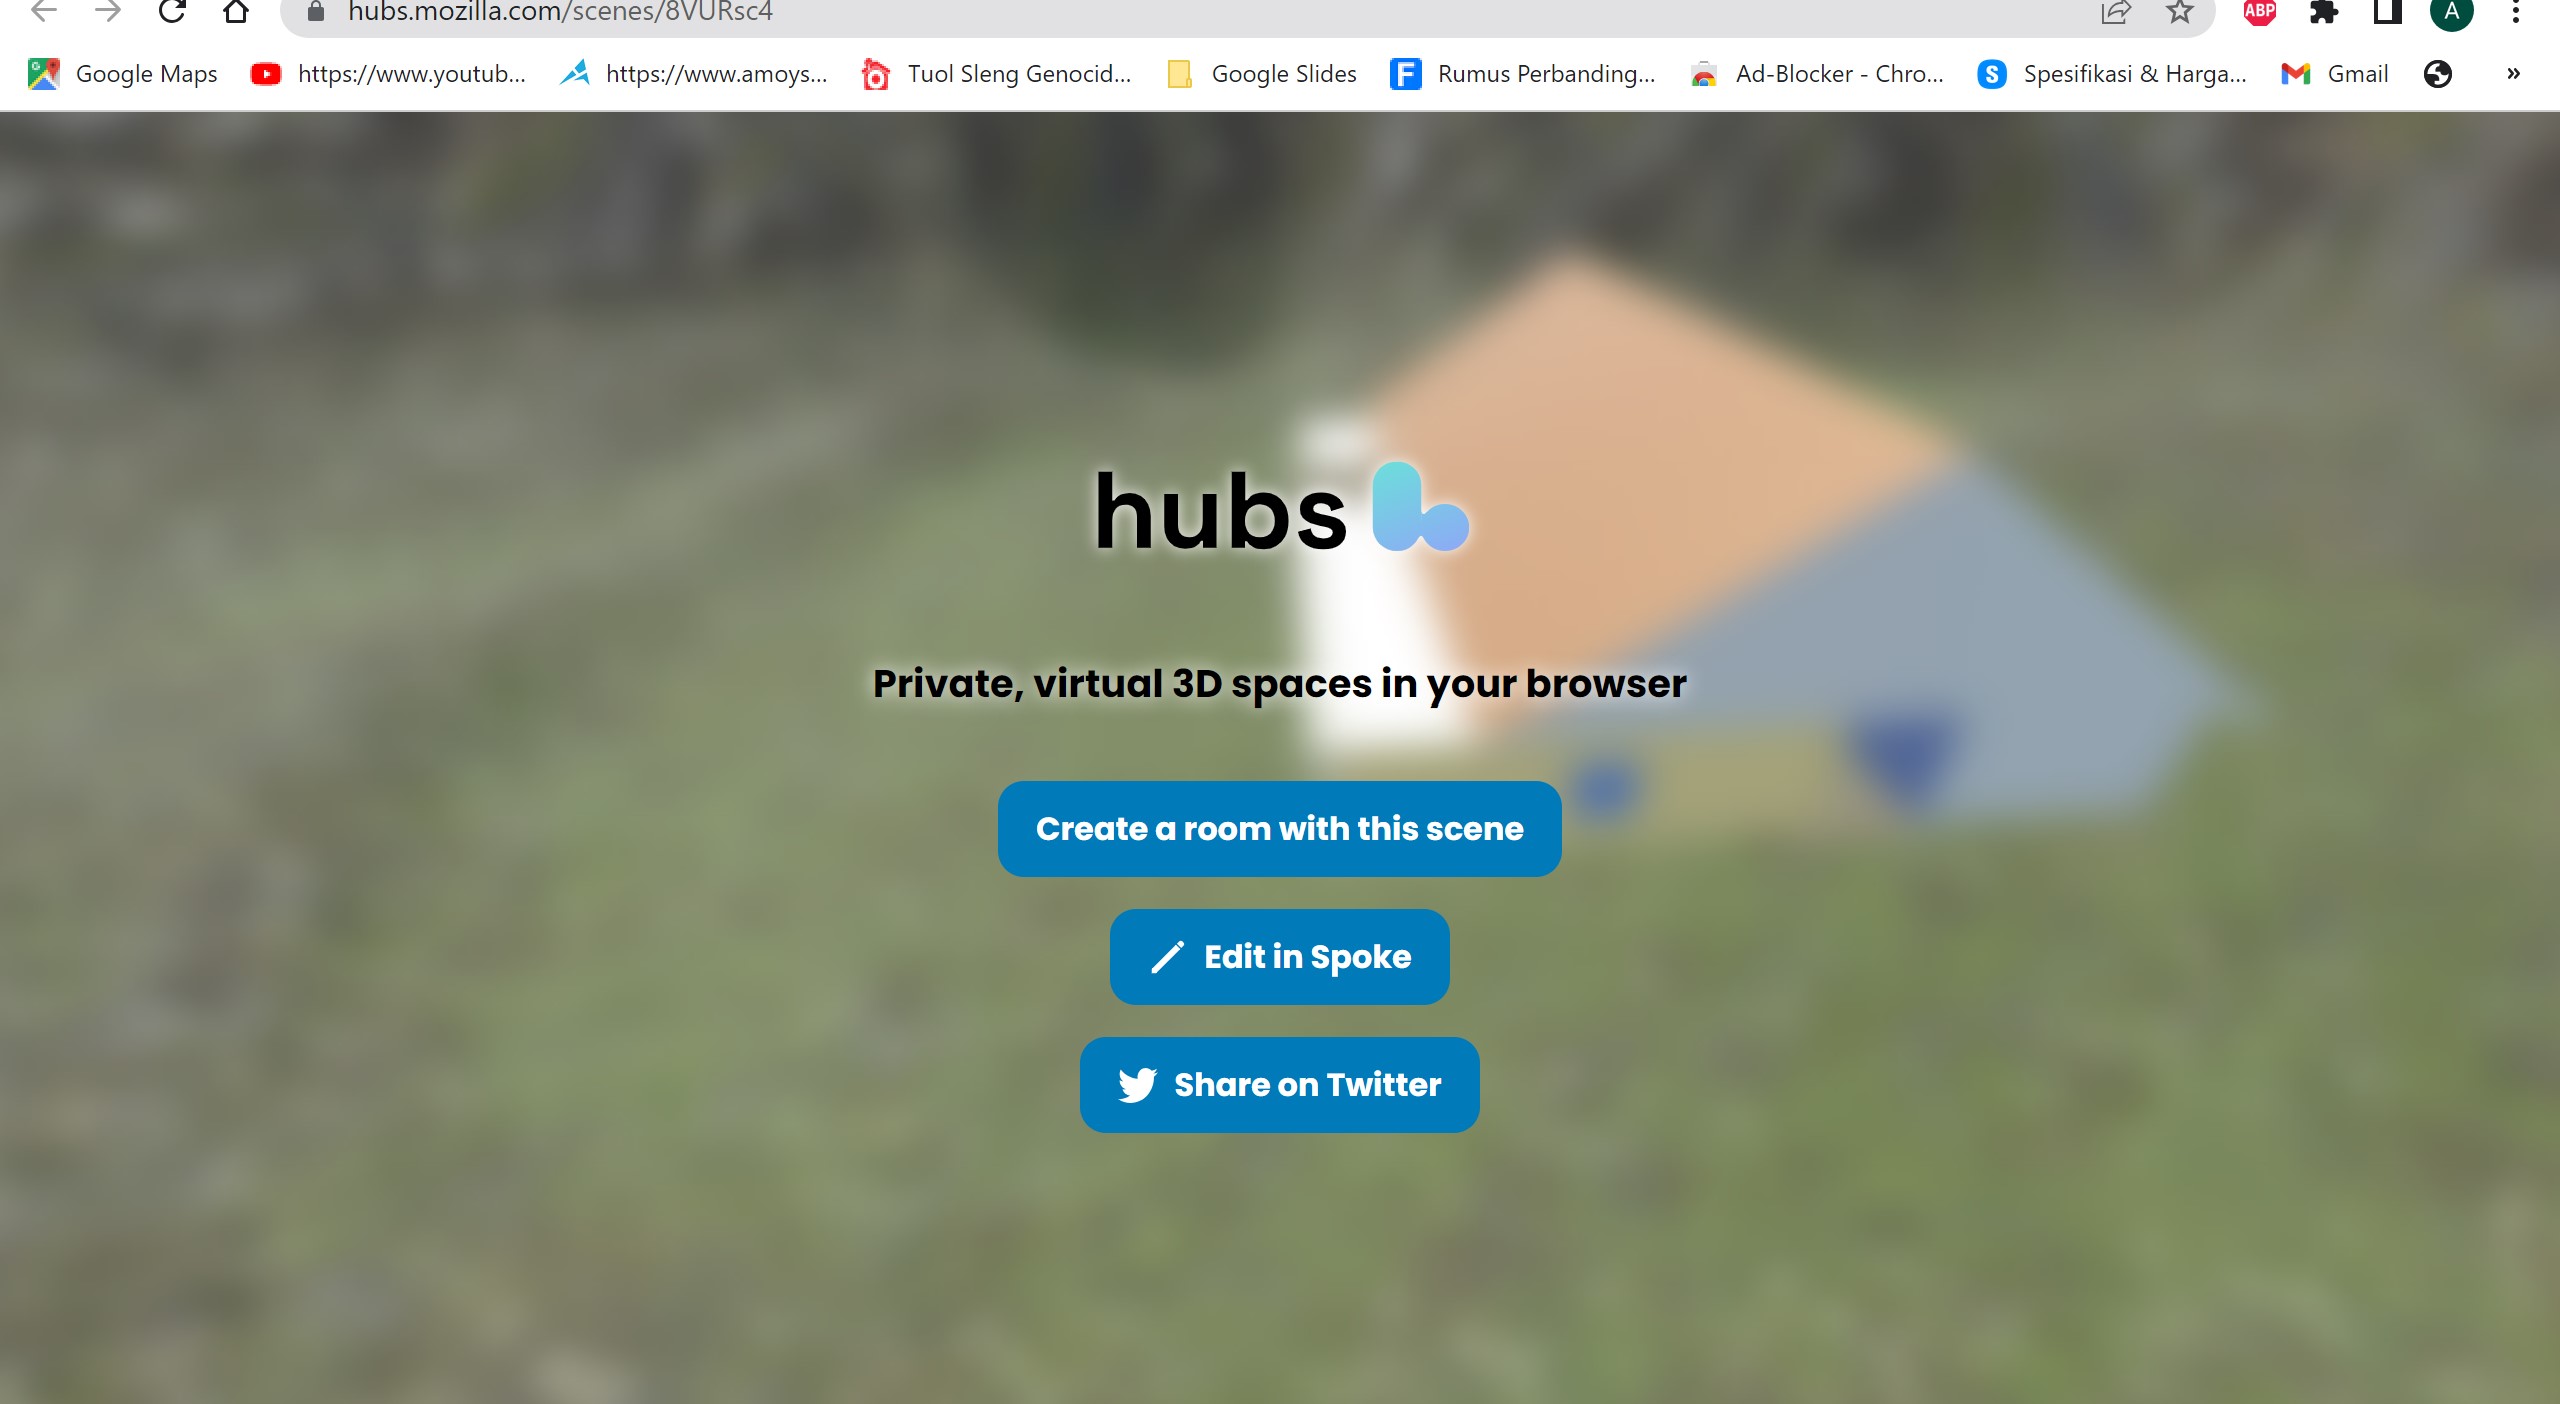 hubs.mozilla.com/scenes/8VURsc4
ABP
A
Google Maps
https://www.youtub...
https://www.amoys...
Tuol Sleng Genocid...
Google Slides
F
Rumus Perbanding...
Ad-Blocker - Chro...
S
Spesifikasi & Harga...
Gmail
»
hubs
Private, virtual 3D spaces in your browser
Create a room with this scene
Edit in Spoke
Share on Twitter